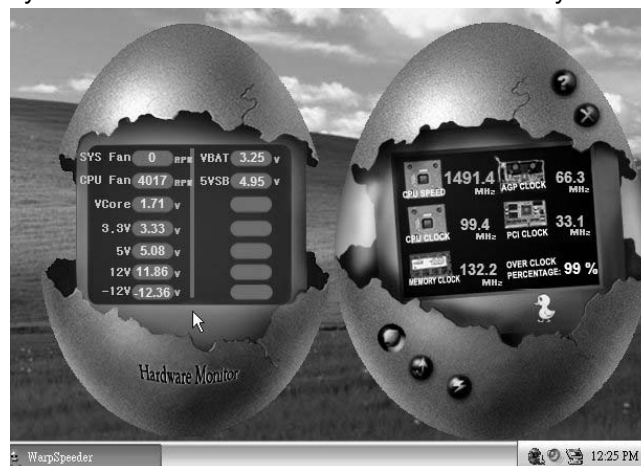 SYS Fan 0 RPM VBAT 3.25 V
CPU Fan 4017 RPM 5VSB 4.95 V
VCore 1.71 V
3.3V 3.33 V
5V 5.08 V
12V 11.86 V
-12V -12.36 V
Hardware Monitor
?
X
CPU SPEED 1491.4 MHz AGP CLOCK 66.3 MHz
CPU CLOCK 99.4 MHz PCI CLOCK 33.1 MHz
MEMORY CLOCK 132.2 MHz OVER CLOCK PERCENTAGE: 99 %
WarpSpeeder
12:25 PM